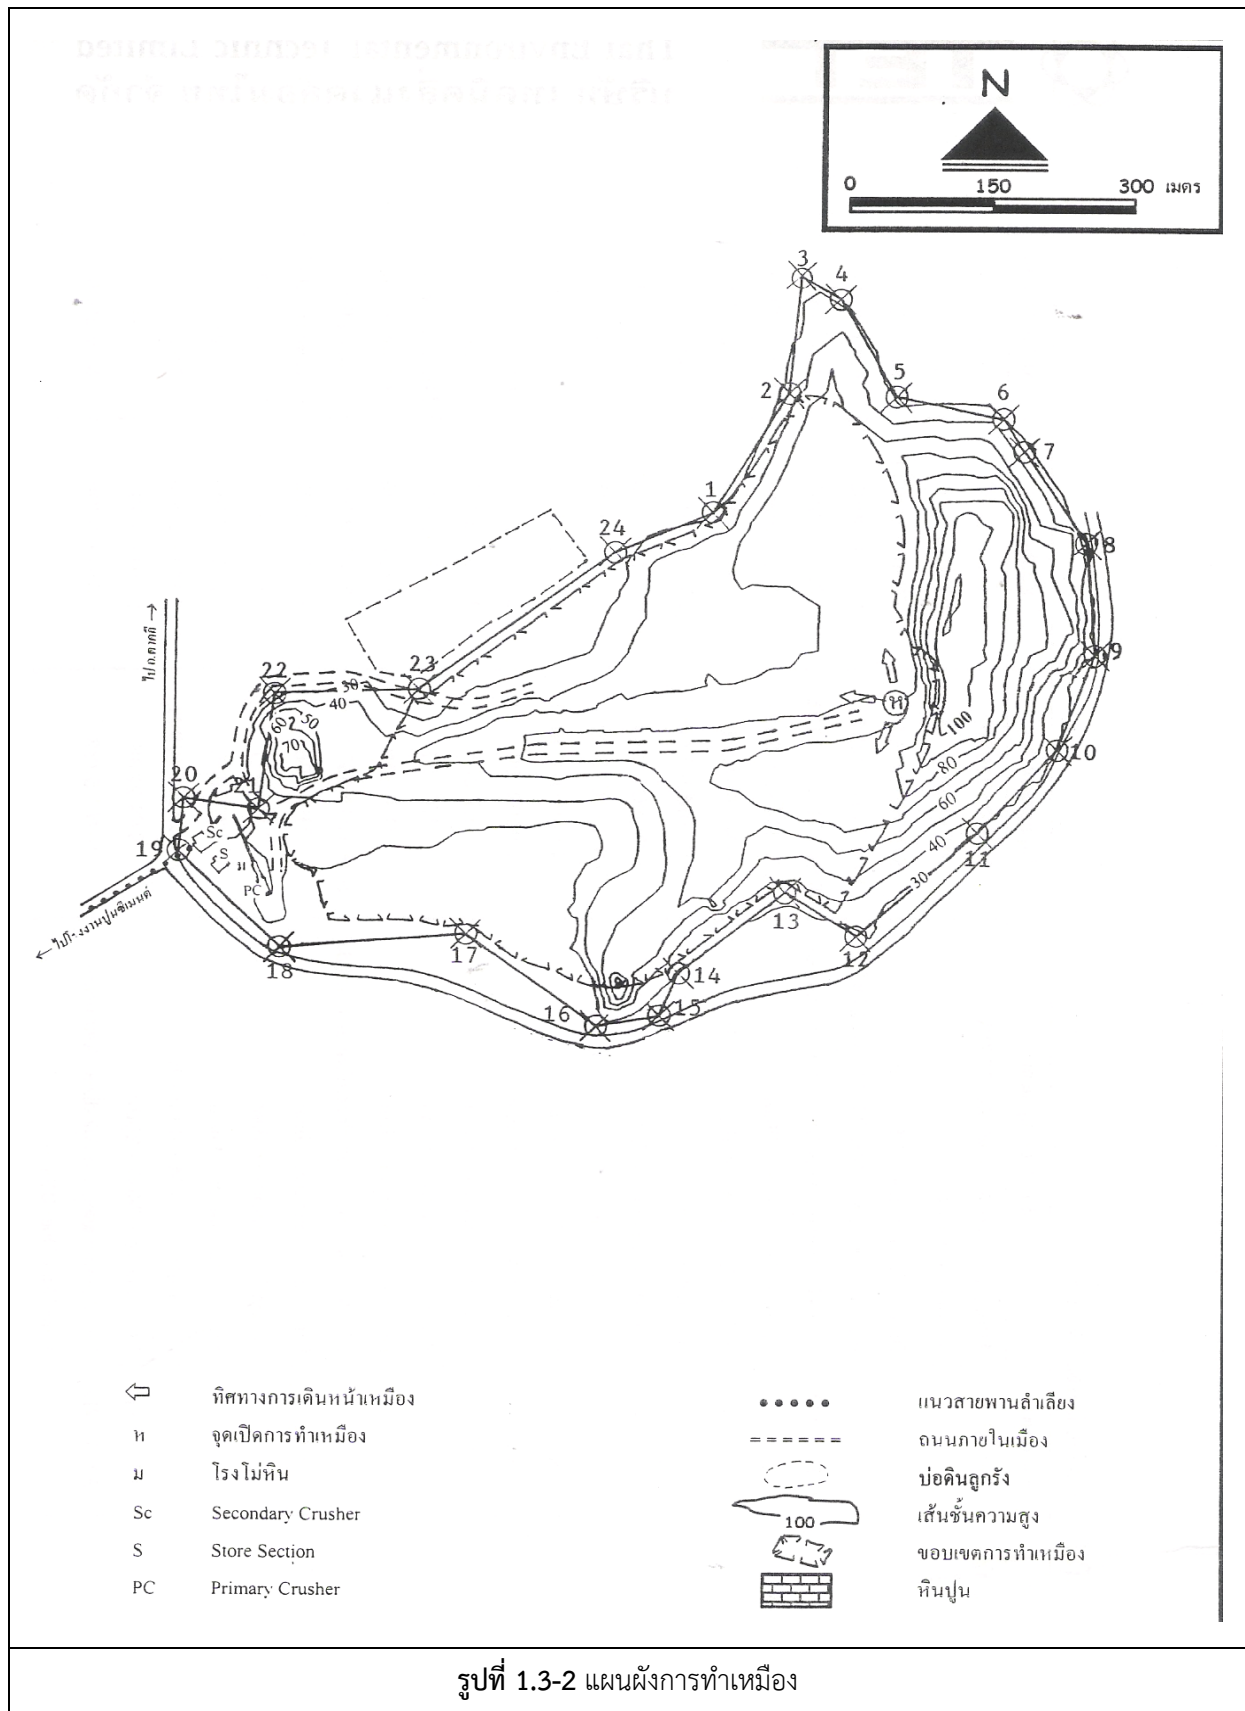 N
0 150 300 เมตร
3
4
5
2
6
7
1
24
8
9
ไป ถ.ตากฟ้า →
22
23
30
40
60
50
70
100
10
20
21
80
60
Sc
19
S
ม
40
11
30
PC
ห
13
← ไปโรงงานปูนซิเมนต์
17
12
18
14
16
15
ทิศทางการเดินหน้าเหมือง
ห จุดเปิดการทำเหมือง
ม โรงโม่หิน
Sc Secondary Crusher
S Store Section
PC Primary Crusher
แนวสายพานลำเลียง
ถนนภายในเมือง
บ่อดินลูกรัง
100 เส้นชั้นความสูง
ขอบเขตการทำเหมือง
หินปูน
รูปที่ 1.3-2 แผนผังการทำเหมือง